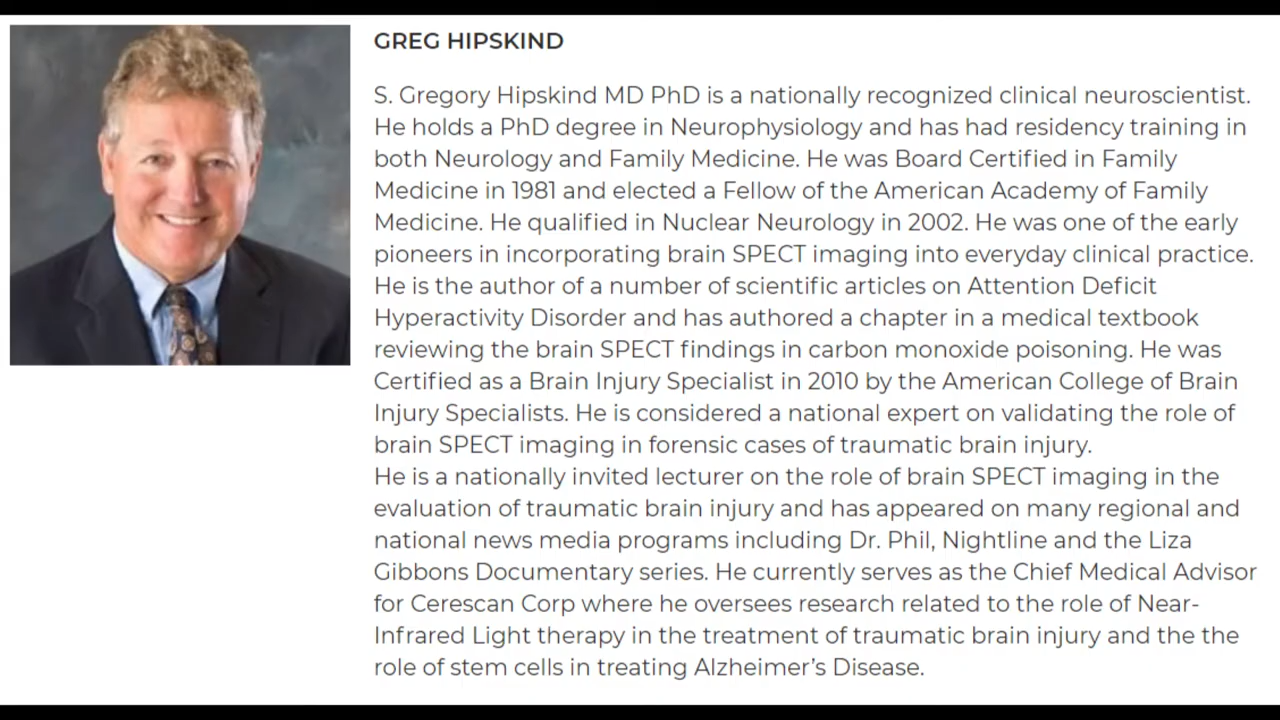 GREG HIPSKIND
S. Gregory Hipskind MD PhD is a nationally recognized clinical neuroscientist.
He holds a PhD degree in Neurophysiology and has had residency training in
both Neurology and Family Medicine. He was Board Certified in Family
Medicine in 1981 and elected a Fellow of the American Academy of Family
Medicine. He qualified in Nuclear Neurology in 2002. He was one of the early
pioneers in incorporating brain SPECT imaging into everyday clinical practice.
He is the author of a number of scientific articles on Attention Deficit
Hyperactivity Disorder and has authored a chapter in a medical textbook
reviewing the brain SPECT findings in carbon monoxide poisoning. He was
Certified as a Brain Injury Specialist in 2010 by the American College of Brain
Injury Specialists. He is considered a national expert on validating the role of
brain SPECT imaging in forensic cases of traumatic brain injury.
He is a nationally invited lecturer on the role of brain SPECT imaging in the
evaluation of traumatic brain injury and has appeared on many regional and
national news media programs including Dr. Phil, Nightline and the Liza
Gibbons Documentary series. He currently serves as the Chief Medical Advisor
for Cerescan Corp where he oversees research related to the role of Near-
Infrared Light therapy in the treatment of traumatic brain injury and the the
role of stem cells in treating Alzheimer’s Disease.